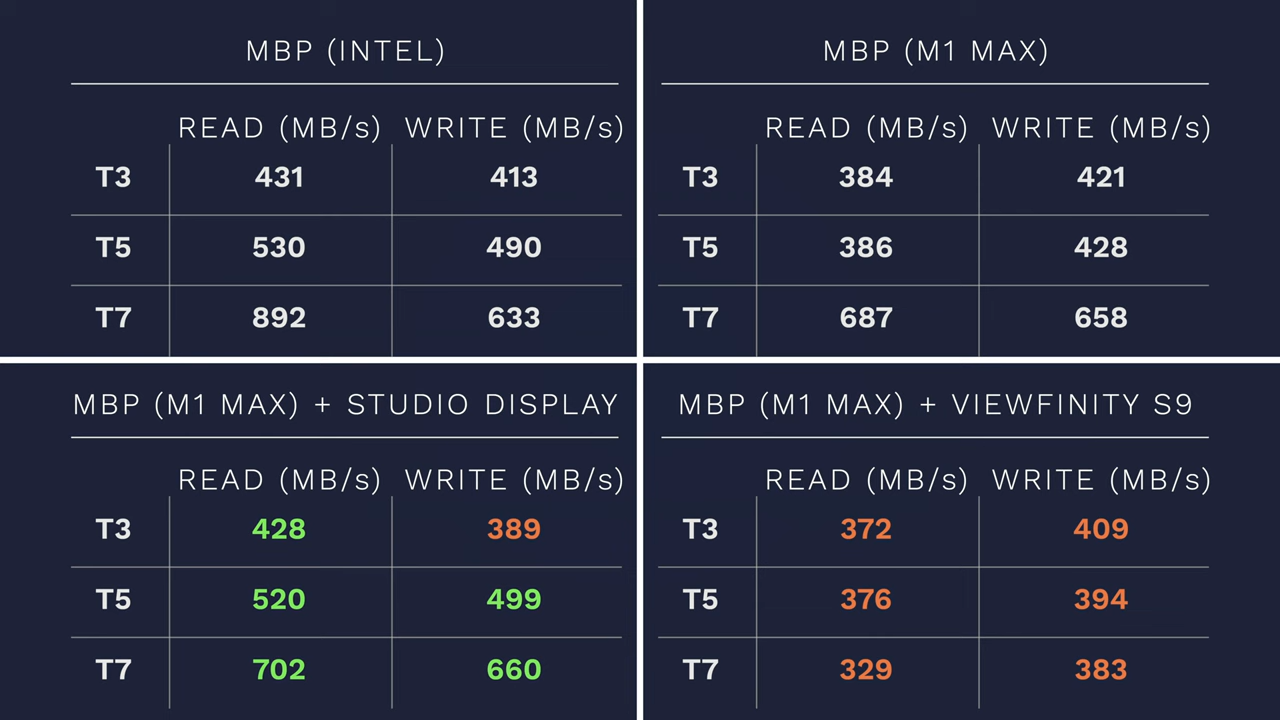 MBP (INTEL)
READ (MB/s) WRITE (MB/s)
T3 431 413
T5 530 490
T7 892 633
MBP (M1 MAX)
READ (MB/s) WRITE (MB/s)
T3 384 421
T5 386 428
T7 687 658
MBP (M1 MAX) + STUDIO DISPLAY
READ (MB/s) WRITE (MB/s)
T3 428 389
T5 520 499
T7 702 660
MBP (M1 MAX) + VIEWFINITY S9
READ (MB/s) WRITE (MB/s)
T3 372 409
T5 376 394
T7 329 383